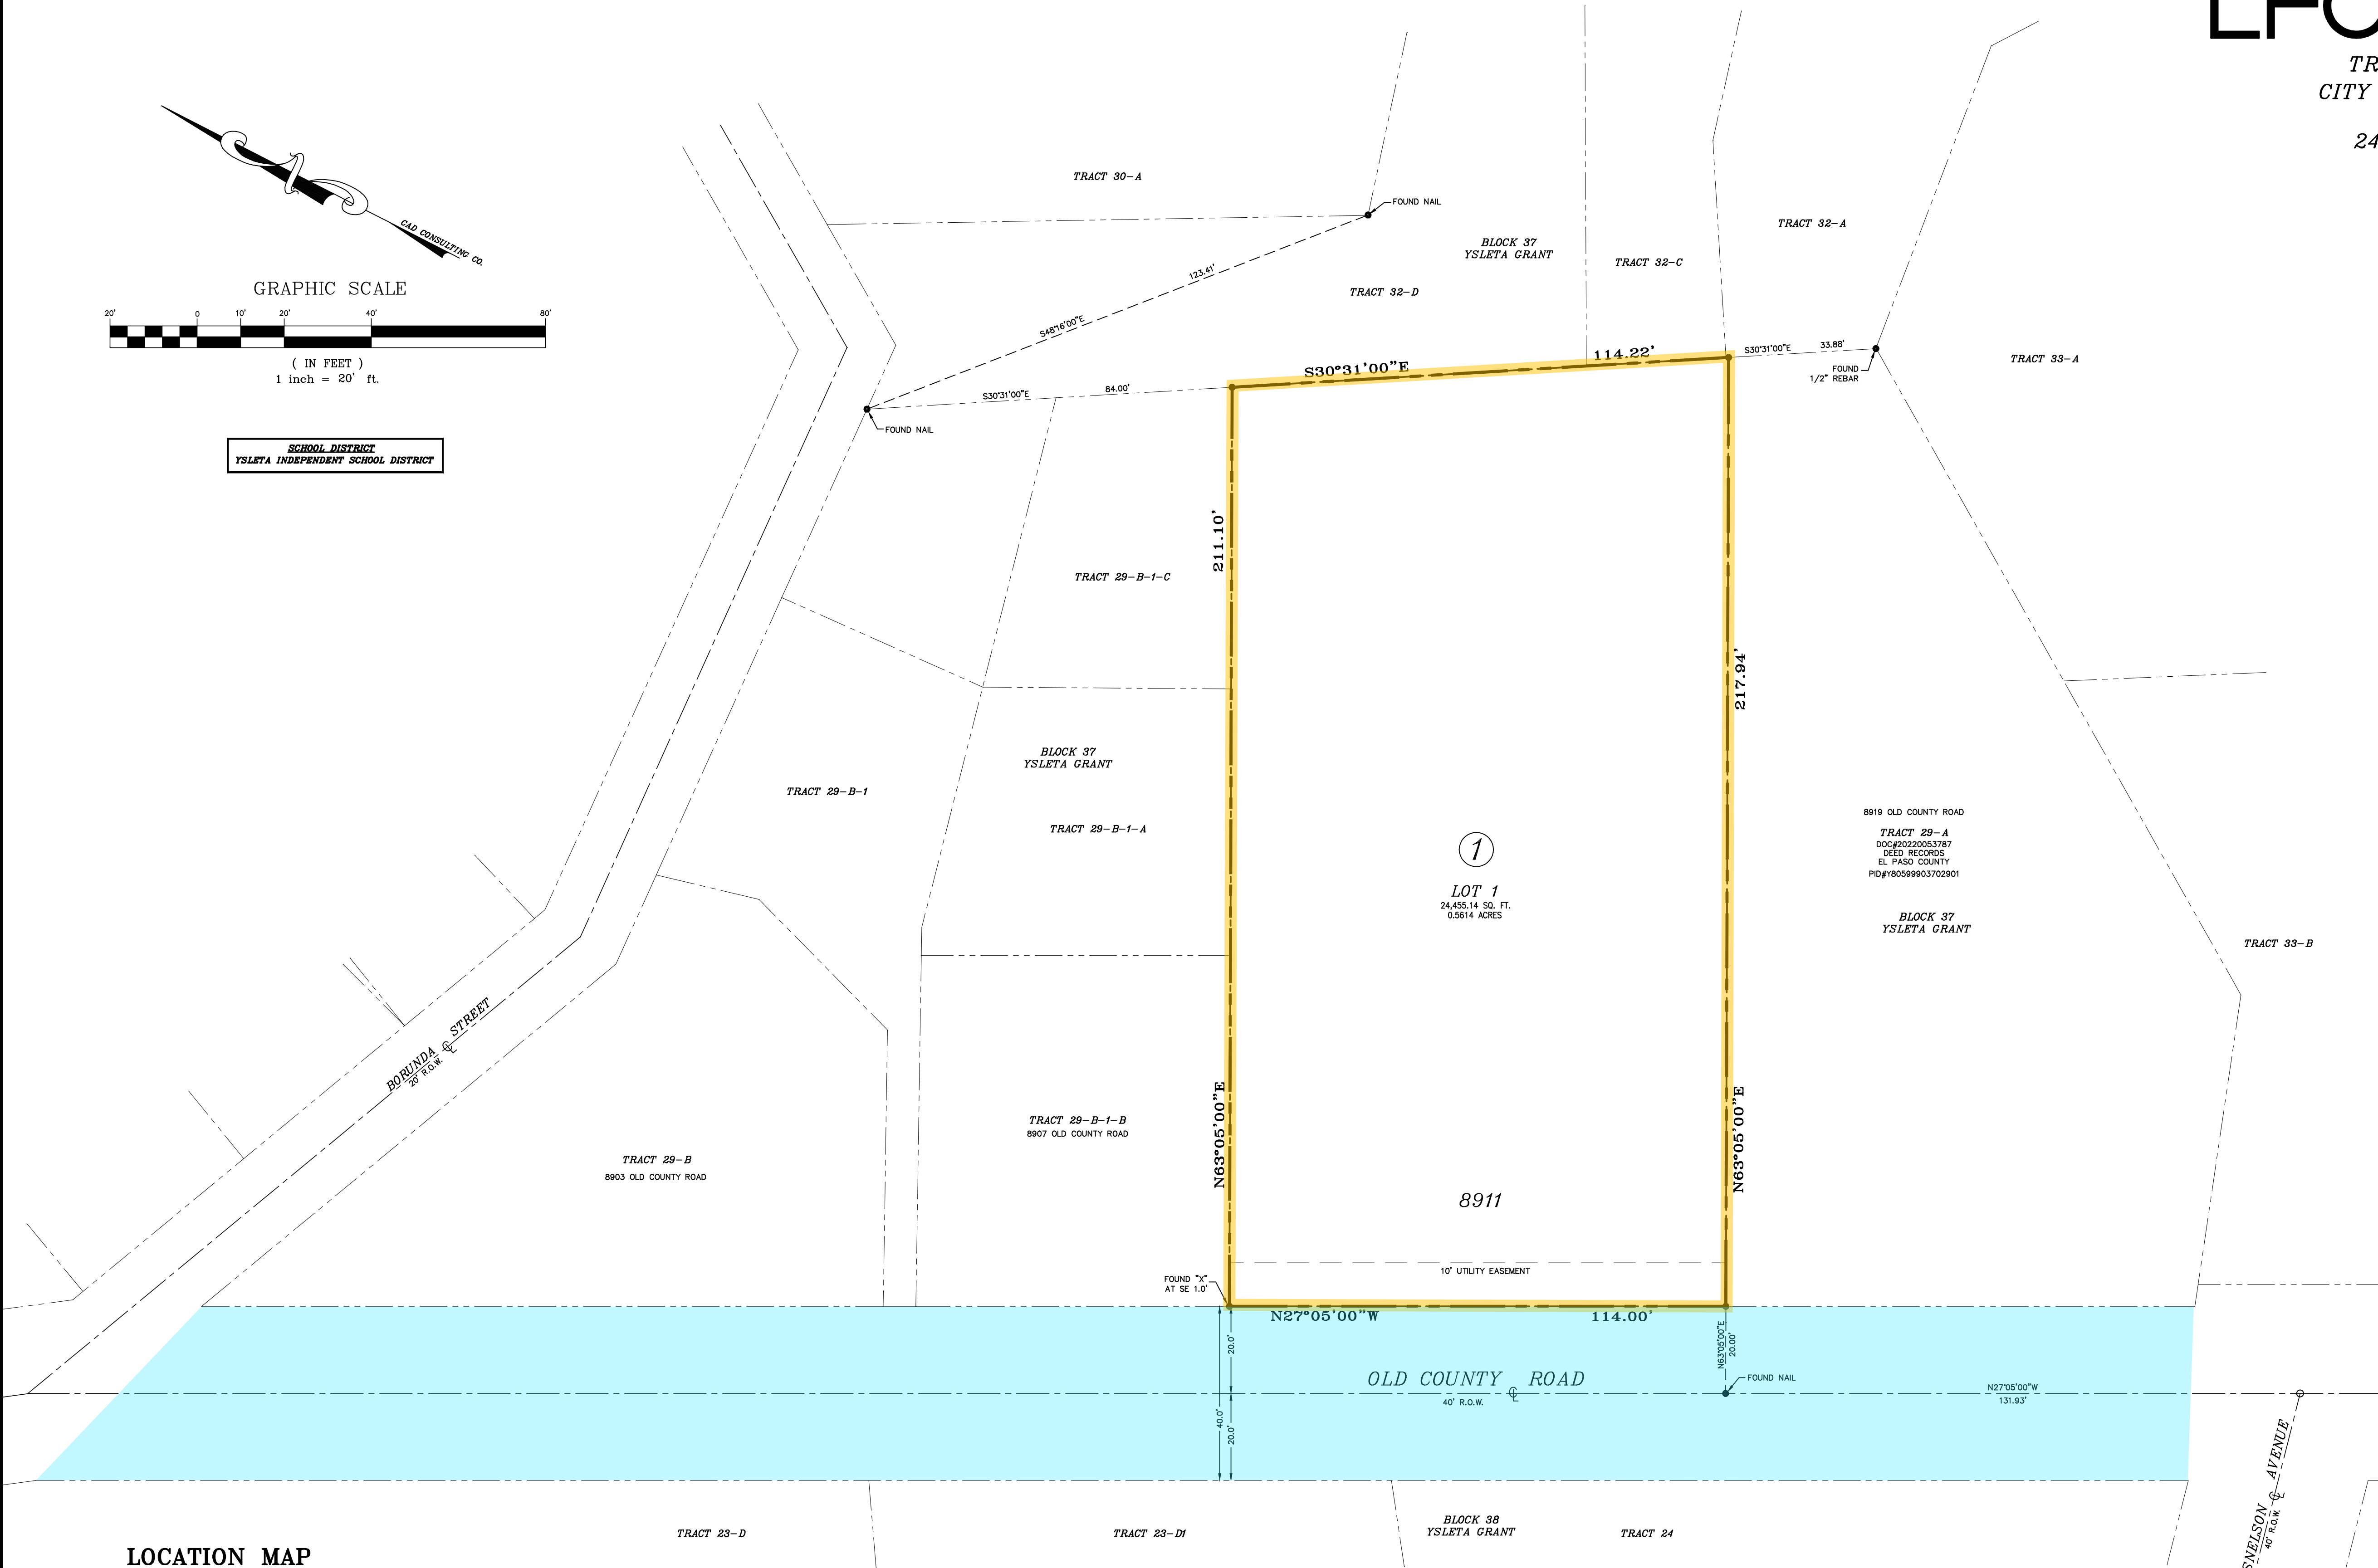 TR
CITY
24
CAD CONSULTING CO.
GRAPHIC SCALE
20' 0 10' 20' 40' 80'
( IN FEET )
1 inch = 20' ft.
SCHOOL DISTRICT
YSLETA INDEPENDENT SCHOOL DISTRICT
TRACT 30-A
FOUND NAIL
BLOCK 37
YSLETA GRANT
TRACT 32-C
TRACT 32-A
TRACT 32-D
123.41'
S48°16'00"E
S30°31'00"E 84.00'
FOUND NAIL
S30°31'00"E 114.22'
S30°31'00"E 33.88'
FOUND
1/2" REBAR
TRACT 33-A
211.10'
217.94'
TRACT 29-B-1-C
BLOCK 37
YSLETA GRANT
TRACT 29-B-1
TRACT 29-B-1-A
1
LOT 1
24,455.14 SQ. FT.
0.5614 ACRES
8919 OLD COUNTY ROAD
TRACT 29-A
DOC#20220053787
DEED RECORDS
EL PASO COUNTY
PID#Y80599903702901
BLOCK 37
YSLETA GRANT
TRACT 33-B
BORUNDA STREET
20' R.O.W.
TRACT 29-B-1-B
8907 OLD COUNTY ROAD
TRACT 29-B
8903 OLD COUNTY ROAD
N63°05'00"E
N63°05'00"E
8911
10' UTILITY EASEMENT
FOUND "X"
AT SE 1.0'
N27°05'00"W 114.00'
20.0'
40.0'
20.0'
N63°05'00"E
20.00'
OLD COUNTY ROAD
40' R.O.W.
FOUND NAIL
N27°05'00"W
131.93'
SNELSON AVENUE
40' R.O.W.
TRACT 23-D
TRACT 23-D1
BLOCK 38
YSLETA GRANT
TRACT 24
LOCATION MAP